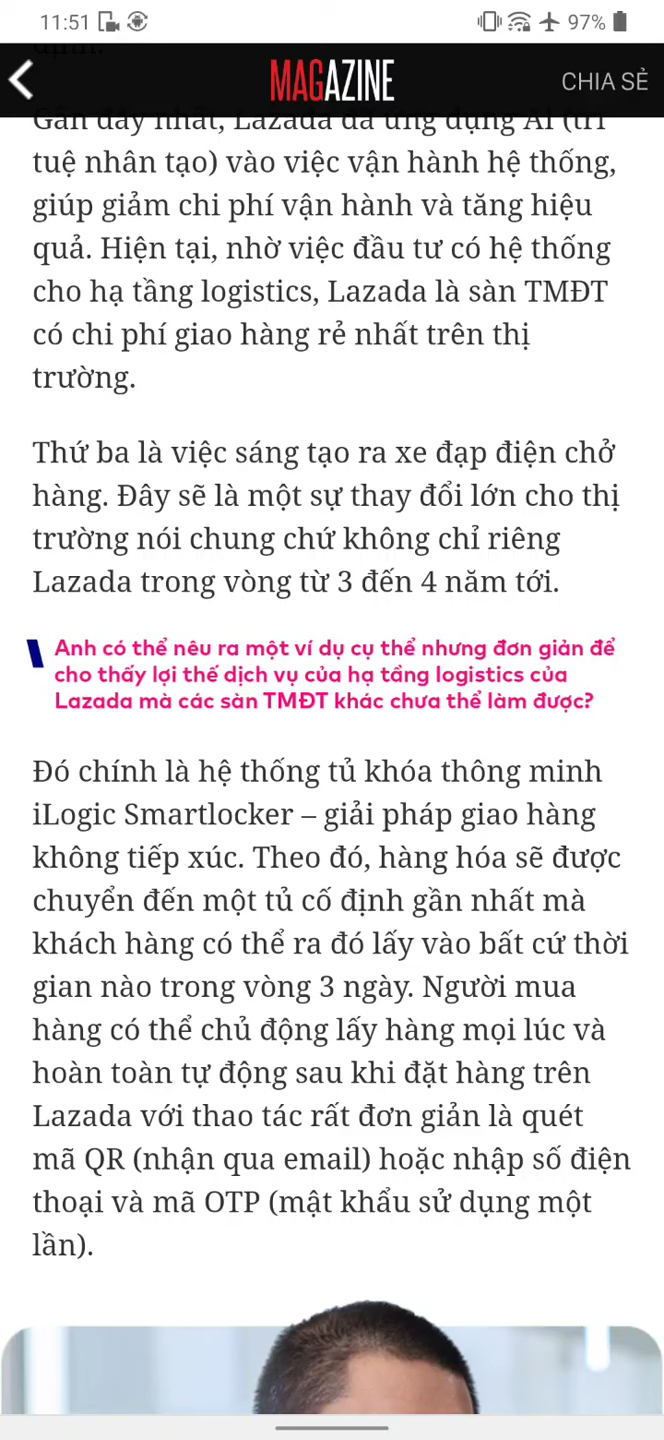 11:51
97%
MAGAZINE
CHIA SẺ
định.
Gần đây nhất, Lazada đã ứng dụng AI (trí
tuệ nhân tạo) vào việc vận hành hệ thống,
giúp giảm chi phí vận hành và tăng hiệu
quả. Hiện tại, nhờ việc đầu tư có hệ thống
cho hạ tầng logistics, Lazada là sàn TMĐT
có chi phí giao hàng rẻ nhất trên thị
trường.
Thứ ba là việc sáng tạo ra xe đạp điện chở
hàng. Đây sẽ là một sự thay đổi lớn cho thị
trường nói chung chứ không chỉ riêng
Lazada trong vòng từ 3 đến 4 năm tới.
Anh có thể nêu ra một ví dụ cụ thể nhưng đơn giản để
cho thấy lợi thế dịch vụ của hạ tầng logistics của
Lazada mà các sàn TMĐT khác chưa thể làm được?
Đó chính là hệ thống tủ khóa thông minh
iLogic Smartlocker – giải pháp giao hàng
không tiếp xúc. Theo đó, hàng hóa sẽ được
chuyển đến một tủ cố định gần nhất mà
khách hàng có thể ra đó lấy vào bất cứ thời
gian nào trong vòng 3 ngày. Người mua
hàng có thể chủ động lấy hàng mọi lúc và
hoàn toàn tự động sau khi đặt hàng trên
Lazada với thao tác rất đơn giản là quét
mã QR (nhận qua email) hoặc nhập số điện
thoại và mã OTP (mật khẩu sử dụng một
lần).